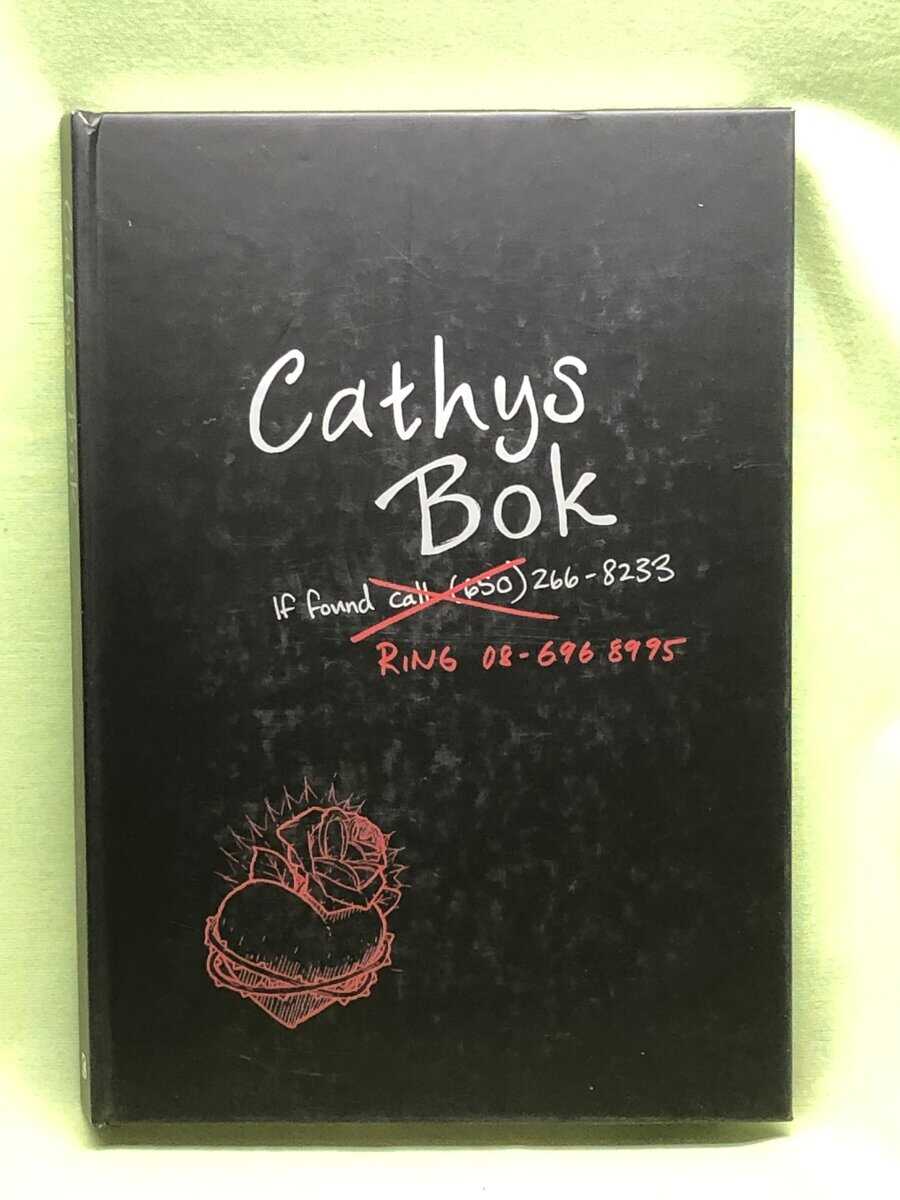 Cathys
Bok
If found call (650) 266-8233
RING 08-696 8995